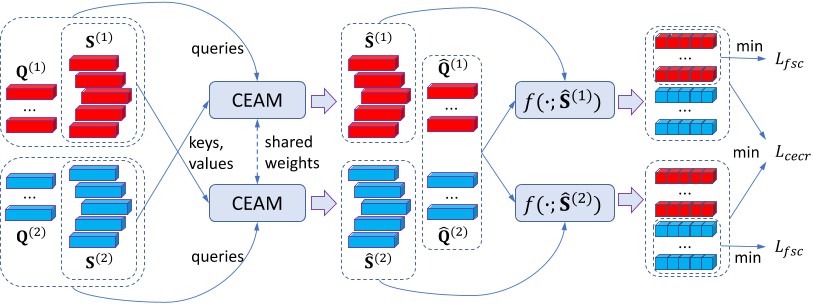 S^(1)
Q^(1)
...
queries
CEAM
keys,
values
shared
weights
Ŝ^(1)
Q̂^(1)
...
f(·; Ŝ^(1))
...
...
min
L_fsc
min
L_cecr
...
Q^(2)
S^(2)
CEAM
queries
...
Q̂^(2)
Ŝ^(2)
f(·; Ŝ^(2))
...
...
min
L_fsc